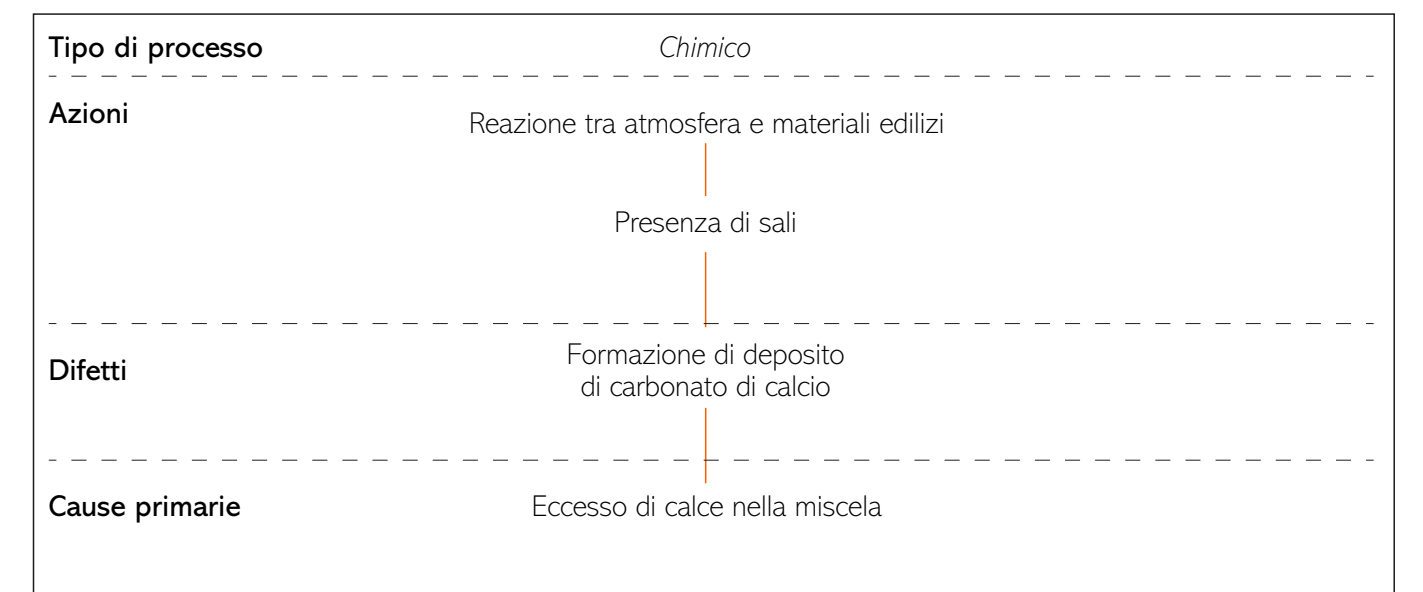 Tipo di processo
Chimico
Azioni
Reazione tra atmosfera e materiali edilizi
Presenza di sali
Difetti
Formazione di deposito
di carbonato di calcio
Cause primarie
Eccesso di calce nella miscela